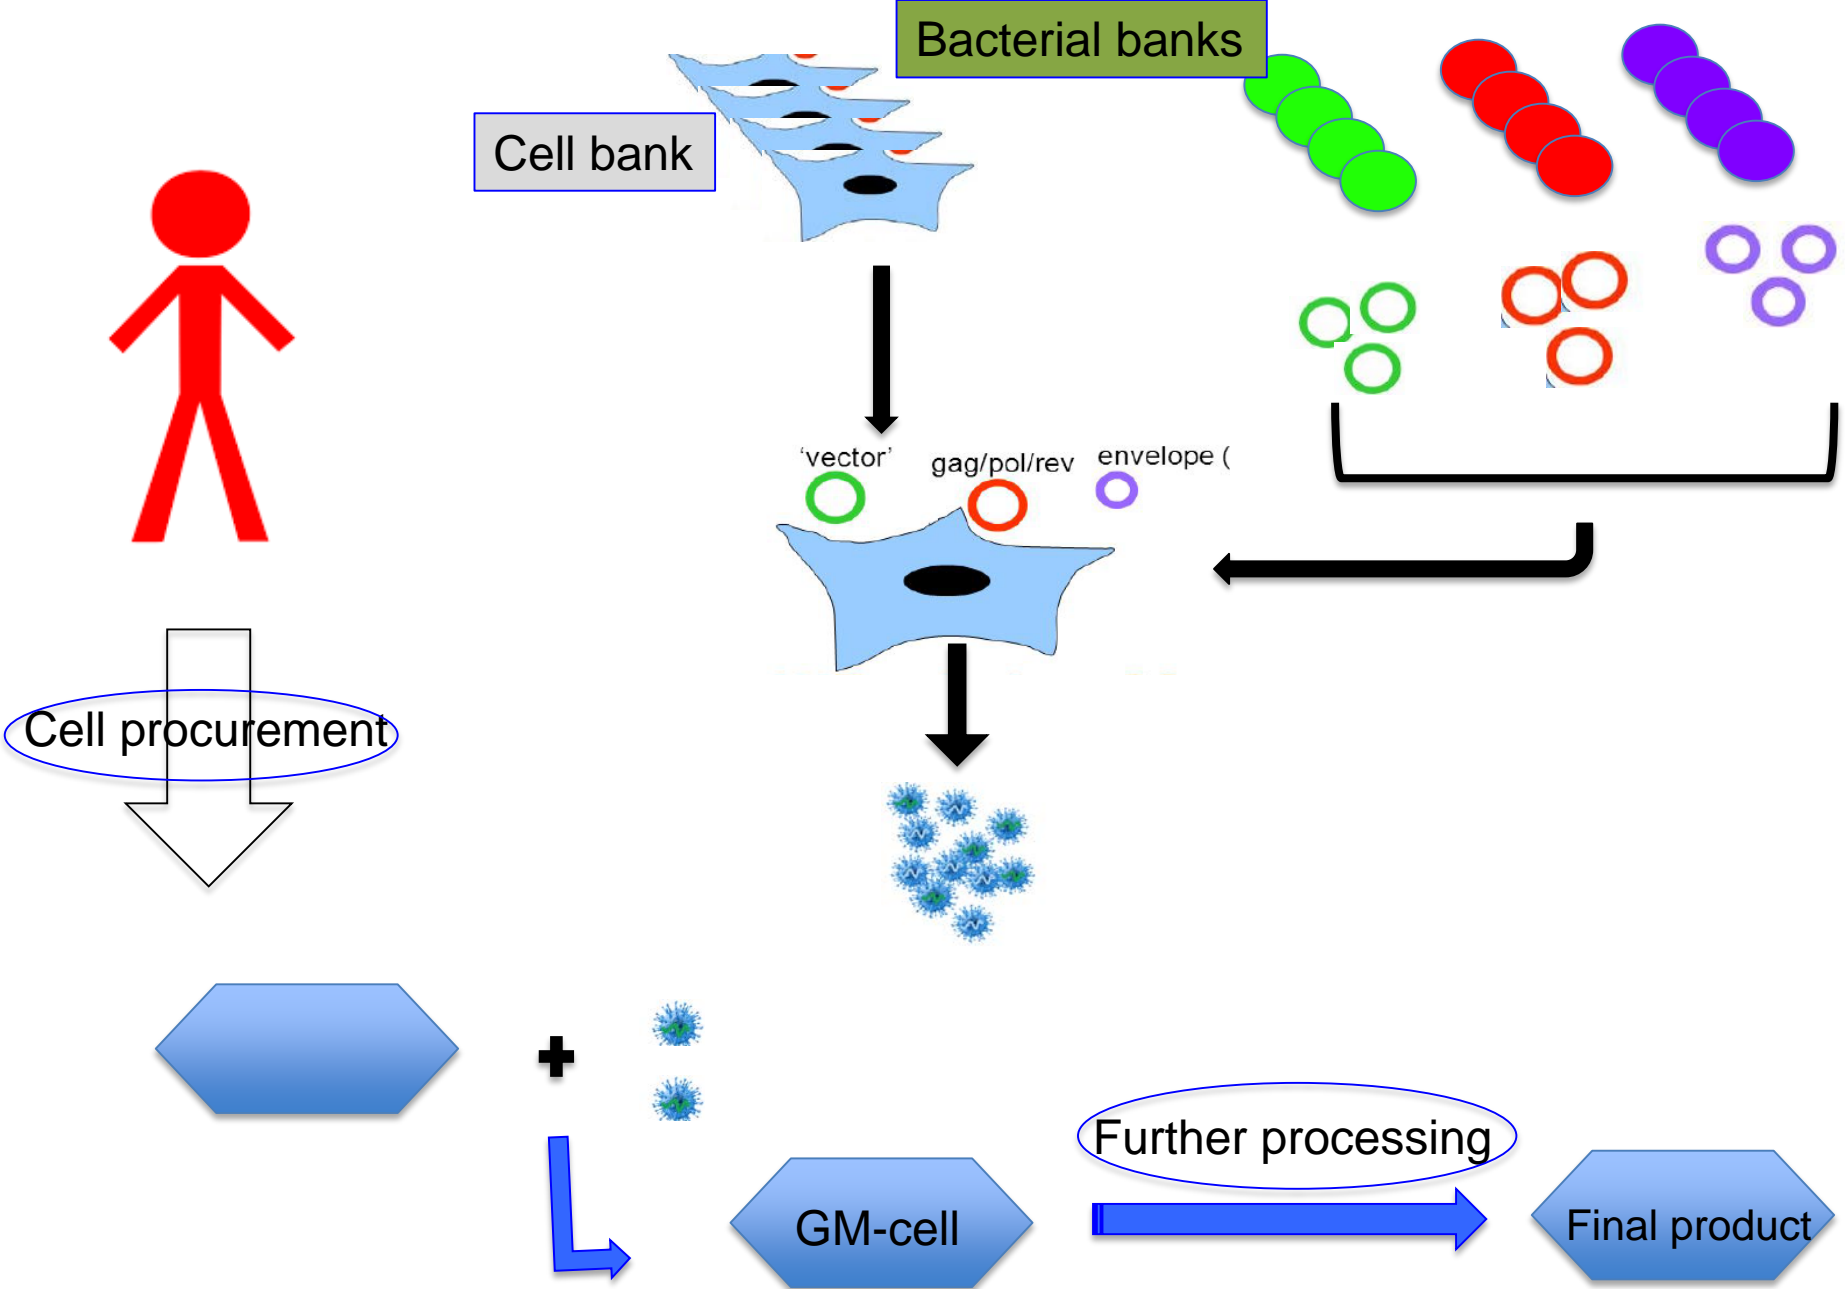 Bacterial banks
Cell bank
'vector'
gag/pol/rev
envelope (
Cell procurement
Further processing
GM-cell
Final product